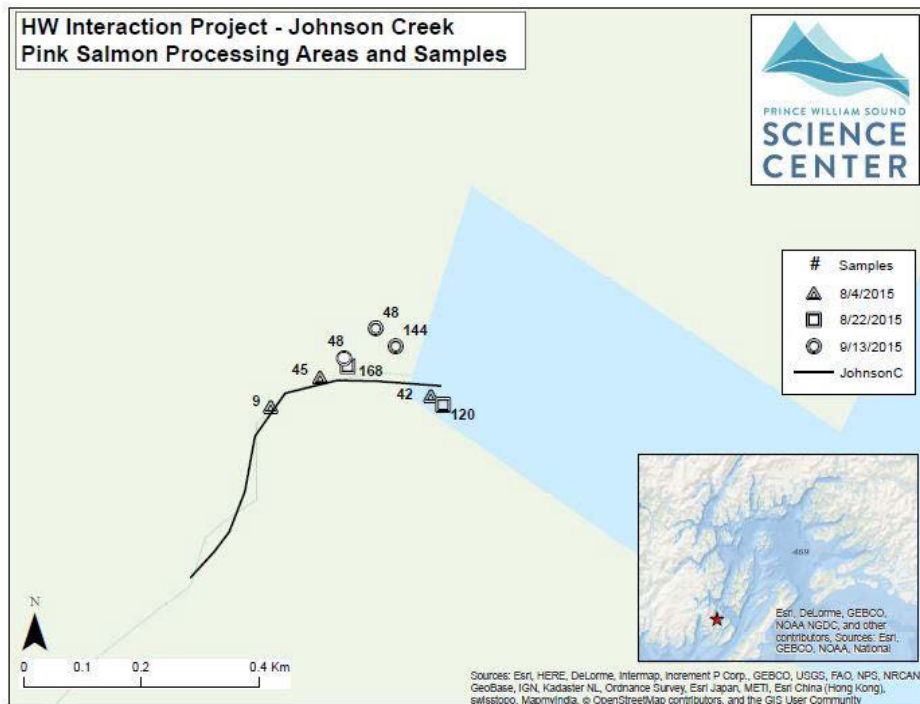 HW Interaction Project - Johnson Creek
Pink Salmon Processing Areas and Samples
PRINCE WILLIAM SOUND
SCIENCE
CENTER
# Samples
8/4/2015
8/22/2015
9/13/2015
JohnsonC
48
144
48
45
168
9
42
120
-469
Esri, DeLorme, GEBCO,
NOAA NGDC, and other
contributors, Sources: Esri,
GEBCO, NOAA, National
N
0 0.1 0.2 0.4 Km
Sources: Esri, HERE, DeLorme, Intermap, increment P Corp., GEBCO, USGS, FAO, NPS, NRCAN,
GeoBase, IGN, Kadaster NL, Ordnance Survey, Esri Japan, METI, Esri China (Hong Kong),
swisstopo, MapmyIndia, © OpenStreetMap contributors, and the GIS User Community